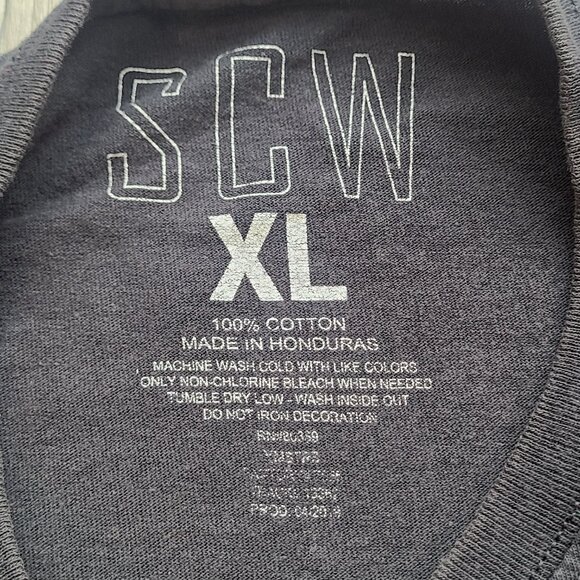 SCW
XL
100% COTTON
MADE IN HONDURAS
MACHINE WASH COLD WITH LIKE COLORS
ONLY NON-CHLORINE BLEACH WHEN NEEDED
TUMBLE DRY LOW - WASH INSIDE OUT
DO NOT IRON DECORATION
PROD: